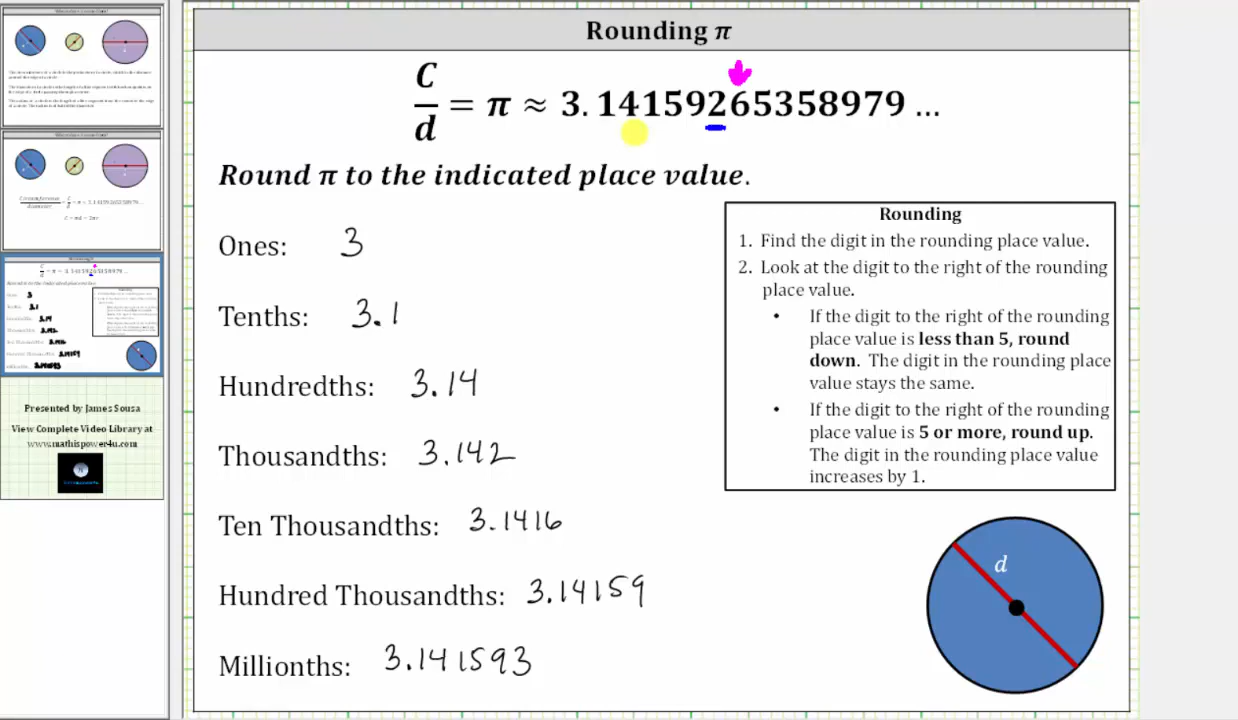 Rounding π
C/d = π ≈ 3.14159265358979 ...
Round π to the indicated place value.
Ones: 3
Tenths: 3.1
Hundredths: 3.14
Thousandths: 3.142
Ten Thousandths: 3.1416
Hundred Thousandths: 3.14159
Millionths: 3.141593
Rounding
1. Find the digit in the rounding place value.
2. Look at the digit to the right of the rounding
place value.
• If the digit to the right of the rounding
place value is less than 5, round
down. The digit in the rounding place
value stays the same.
• If the digit to the right of the rounding
place value is 5 or more, round up.
The digit in the rounding place value
increases by 1.
d
Presented by James Sousa
View Complete Video Library at
www.mathispower4u.com